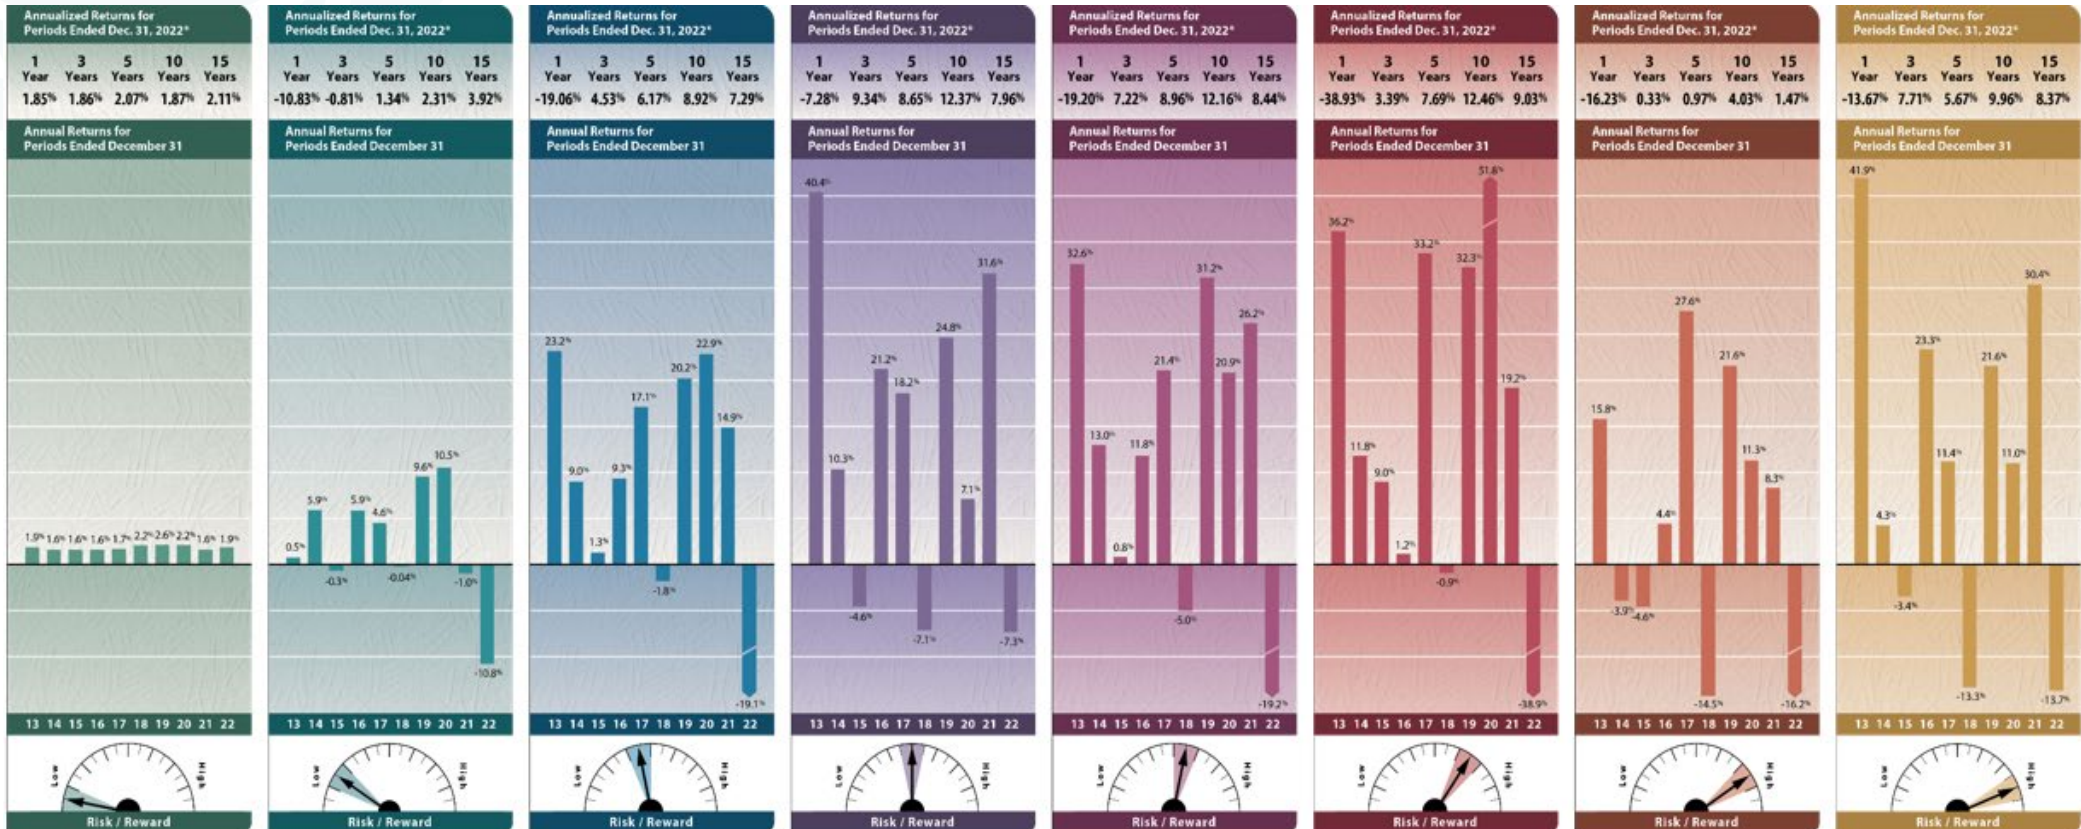 Annualized Returns for
Periods Ended Dec. 31, 2022*
1 3 5 10 15
Year Years Years Years Years
1.85% 1.86% 2.07% 1.87% 2.11%
Annual Returns for
Periods Ended December 31
1.9% 1.6% 1.6% 1.6% 1.7% 2.2% 2.6% 2.2% 1.6% 1.9%
13 14 15 16 17 18 19 20 21 22
Low High
Risk / Reward
Annualized Returns for
Periods Ended Dec. 31, 2022*
1 3 5 10 15
Year Years Years Years Years
-10.83% -0.81% 1.34% 2.31% 3.92%
Annual Returns for
Periods Ended December 31
0.5% 5.9% -0.3% 5.9% 4.6% -0.04% 9.6% 10.5% -1.0% -10.8%
13 14 15 16 17 18 19 20 21 22
Low High
Risk / Reward
Annualized Returns for
Periods Ended Dec. 31, 2022*
1 3 5 10 15
Year Years Years Years Years
-19.06% 4.53% 6.17% 8.92% 7.29%
Annual Returns for
Periods Ended December 31
23.2% 9.0% 1.3% 9.3% 17.1% -1.8% 20.2% 22.9% 14.9% -19.1%
13 14 15 16 17 18 19 20 21 22
Low High
Risk / Reward
Annualized Returns for
Periods Ended Dec. 31, 2022*
1 3 5 10 15
Year Years Years Years Years
-7.28% 9.34% 8.65% 12.37% 7.96%
Annual Returns for
Periods Ended December 31
40.4% 10.3% -4.6% 21.2% 18.2% -7.1% 24.8% 7.1% 31.6% -7.3%
13 14 15 16 17 18 19 20 21 22
Low High
Risk / Reward
Annualized Returns for
Periods Ended Dec. 31, 2022*
1 3 5 10 15
Year Years Years Years Years
-19.20% 7.22% 8.96% 12.16% 8.44%
Annual Returns for
Periods Ended December 31
32.6% 13.0% 0.8% 11.8% 21.4% -5.0% 31.2% 20.9% 26.2% -19.2%
13 14 15 16 17 18 19 20 21 22
Low High
Risk / Reward
Annualized Returns for
Periods Ended Dec. 31, 2022*
1 3 5 10 15
Year Years Years Years Years
-38.93% 3.39% 7.69% 12.46% 9.03%
Annual Returns for
Periods Ended December 31
36.2% 11.8% 9.0% 1.2% 33.2% -0.9% 32.3% 51.8% 19.2% -38.9%
13 14 15 16 17 18 19 20 21 22
Low High
Risk / Reward
Annualized Returns for
Periods Ended Dec. 31, 2022*
1 3 5 10 15
Year Years Years Years Years
-16.23% 0.33% 0.97% 4.03% 1.47%
Annual Returns for
Periods Ended December 31
15.8% -3.9% -4.6% 4.4% 27.6% -14.5% 21.6% 11.3% 8.3% -16.2%
13 14 15 16 17 18 19 20 21 22
Low High
Risk / Reward
Annualized Returns for
Periods Ended Dec. 31, 2022*
1 3 5 10 15
Year Years Years Years Years
-13.67% 7.71% 5.67% 9.96% 8.37%
Annual Returns for
Periods Ended December 31
41.9% 4.3% -3.4% 23.3% 11.4% -13.3% 21.6% 11.0% 30.4% -13.7%
13 14 15 16 17 18 19 20 21 22
Low High
Risk / Reward